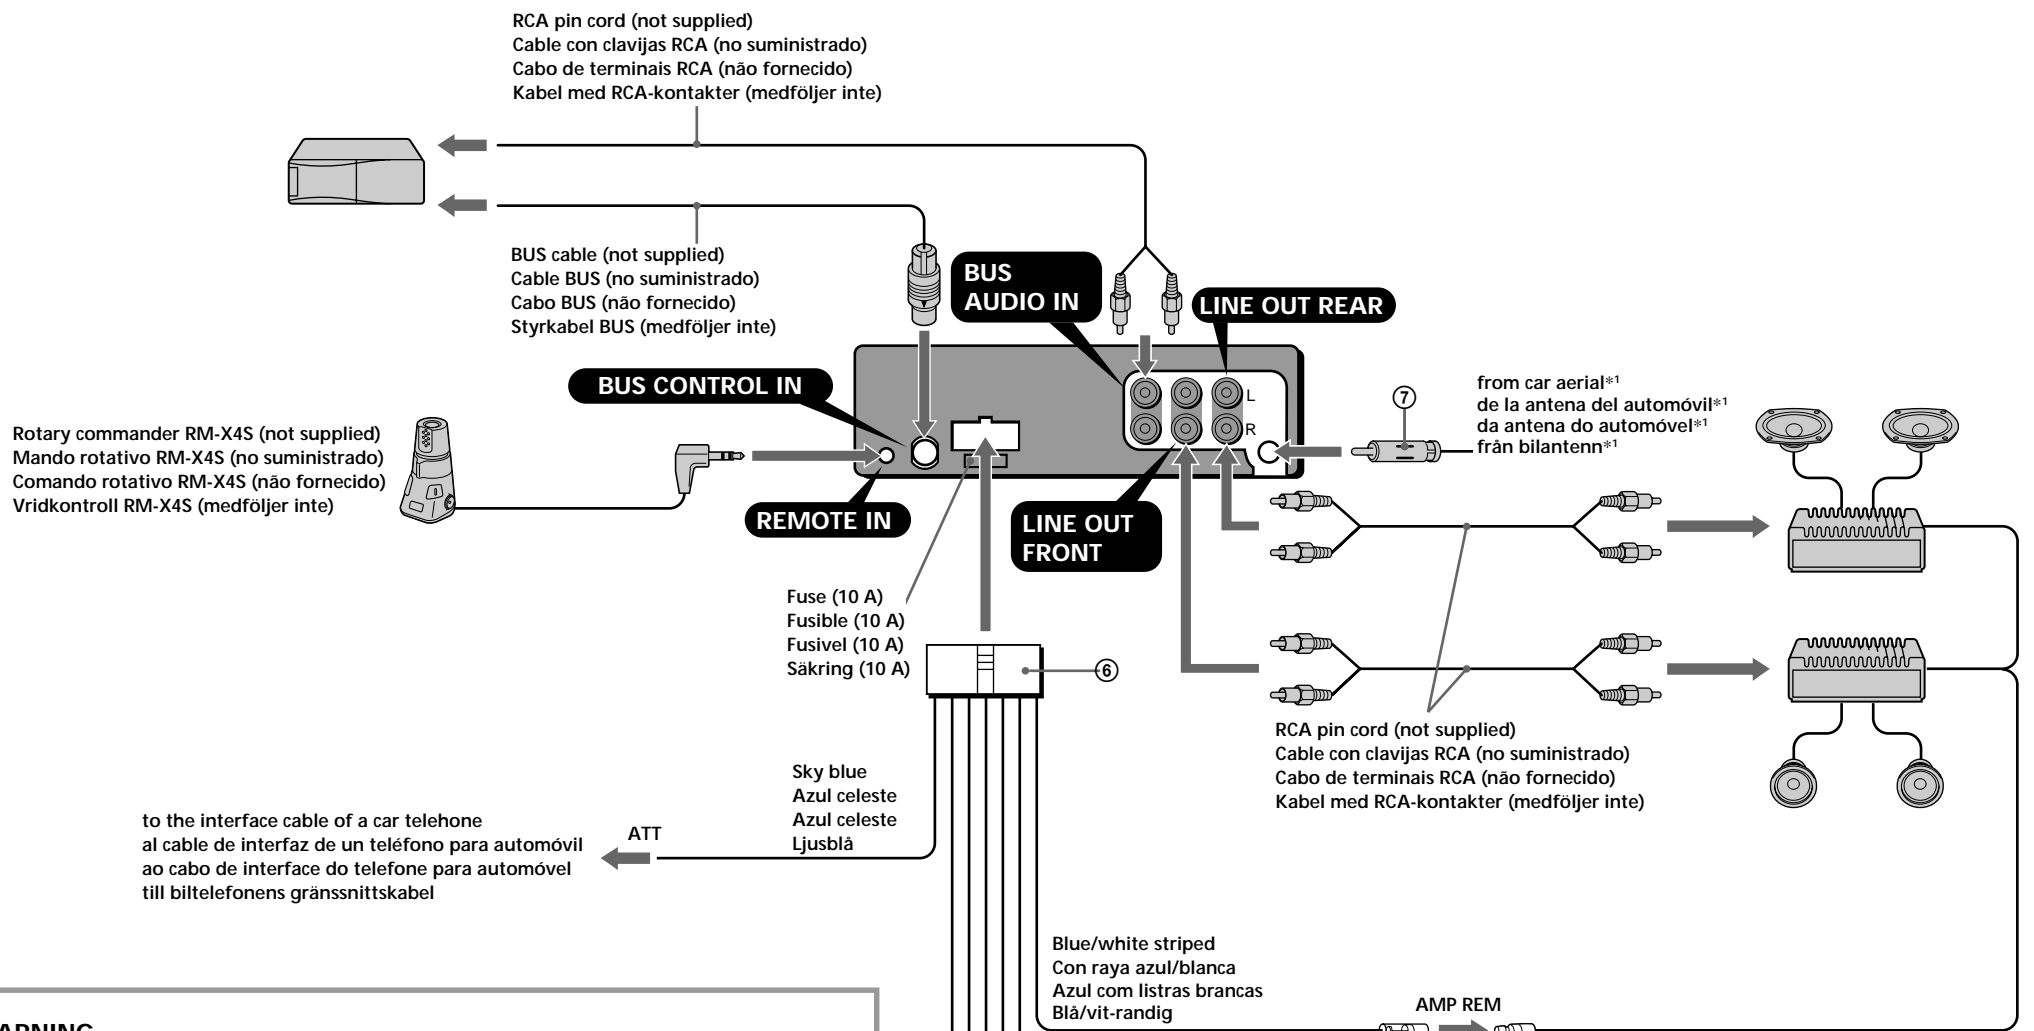 RCA pin cord (not supplied)
Cable con clavijas RCA (no suministrado)
Cabo de terminais RCA (não fornecido)
Kabel med RCA-kontakter (medföljer inte)
BUS cable (not supplied)
Cable BUS (no suministrado)
Cabo BUS (não fornecido)
Styrkabel BUS (medföljer inte)
BUS
AUDIO IN
LINE OUT REAR
BUS CONTROL IN
L
R
⑦
from car aerial*1
de la antena del automóvil*1
da antena do automóvel*1
från bilantenn*1
Rotary commander RM-X4S (not supplied)
Mando rotativo RM-X4S (no suministrado)
Comando rotativo RM-X4S (não fornecido)
Vridkontroll RM-X4S (medföljer inte)
REMOTE IN
LINE OUT
FRONT
Fuse (10 A)
Fusible (10 A)
Fusivel (10 A)
Säkring (10 A)
⑥
RCA pin cord (not supplied)
Cable con clavijas RCA (no suministrado)
Cabo de terminais RCA (não fornecido)
Kabel med RCA-kontakter (medföljer inte)
Sky blue
Azul celeste
Azul celeste
Ljusblå
ATT
to the interface cable of a car telehone
al cable de interfaz de un teléfono para automóvil
ao cabo de interface do telefone para automóvel
till biltelefonens gränssnittskabel
Blue/white striped
Con raya azul/blanca
Azul com listras brancas
Blå/vit-randig
AMP REM